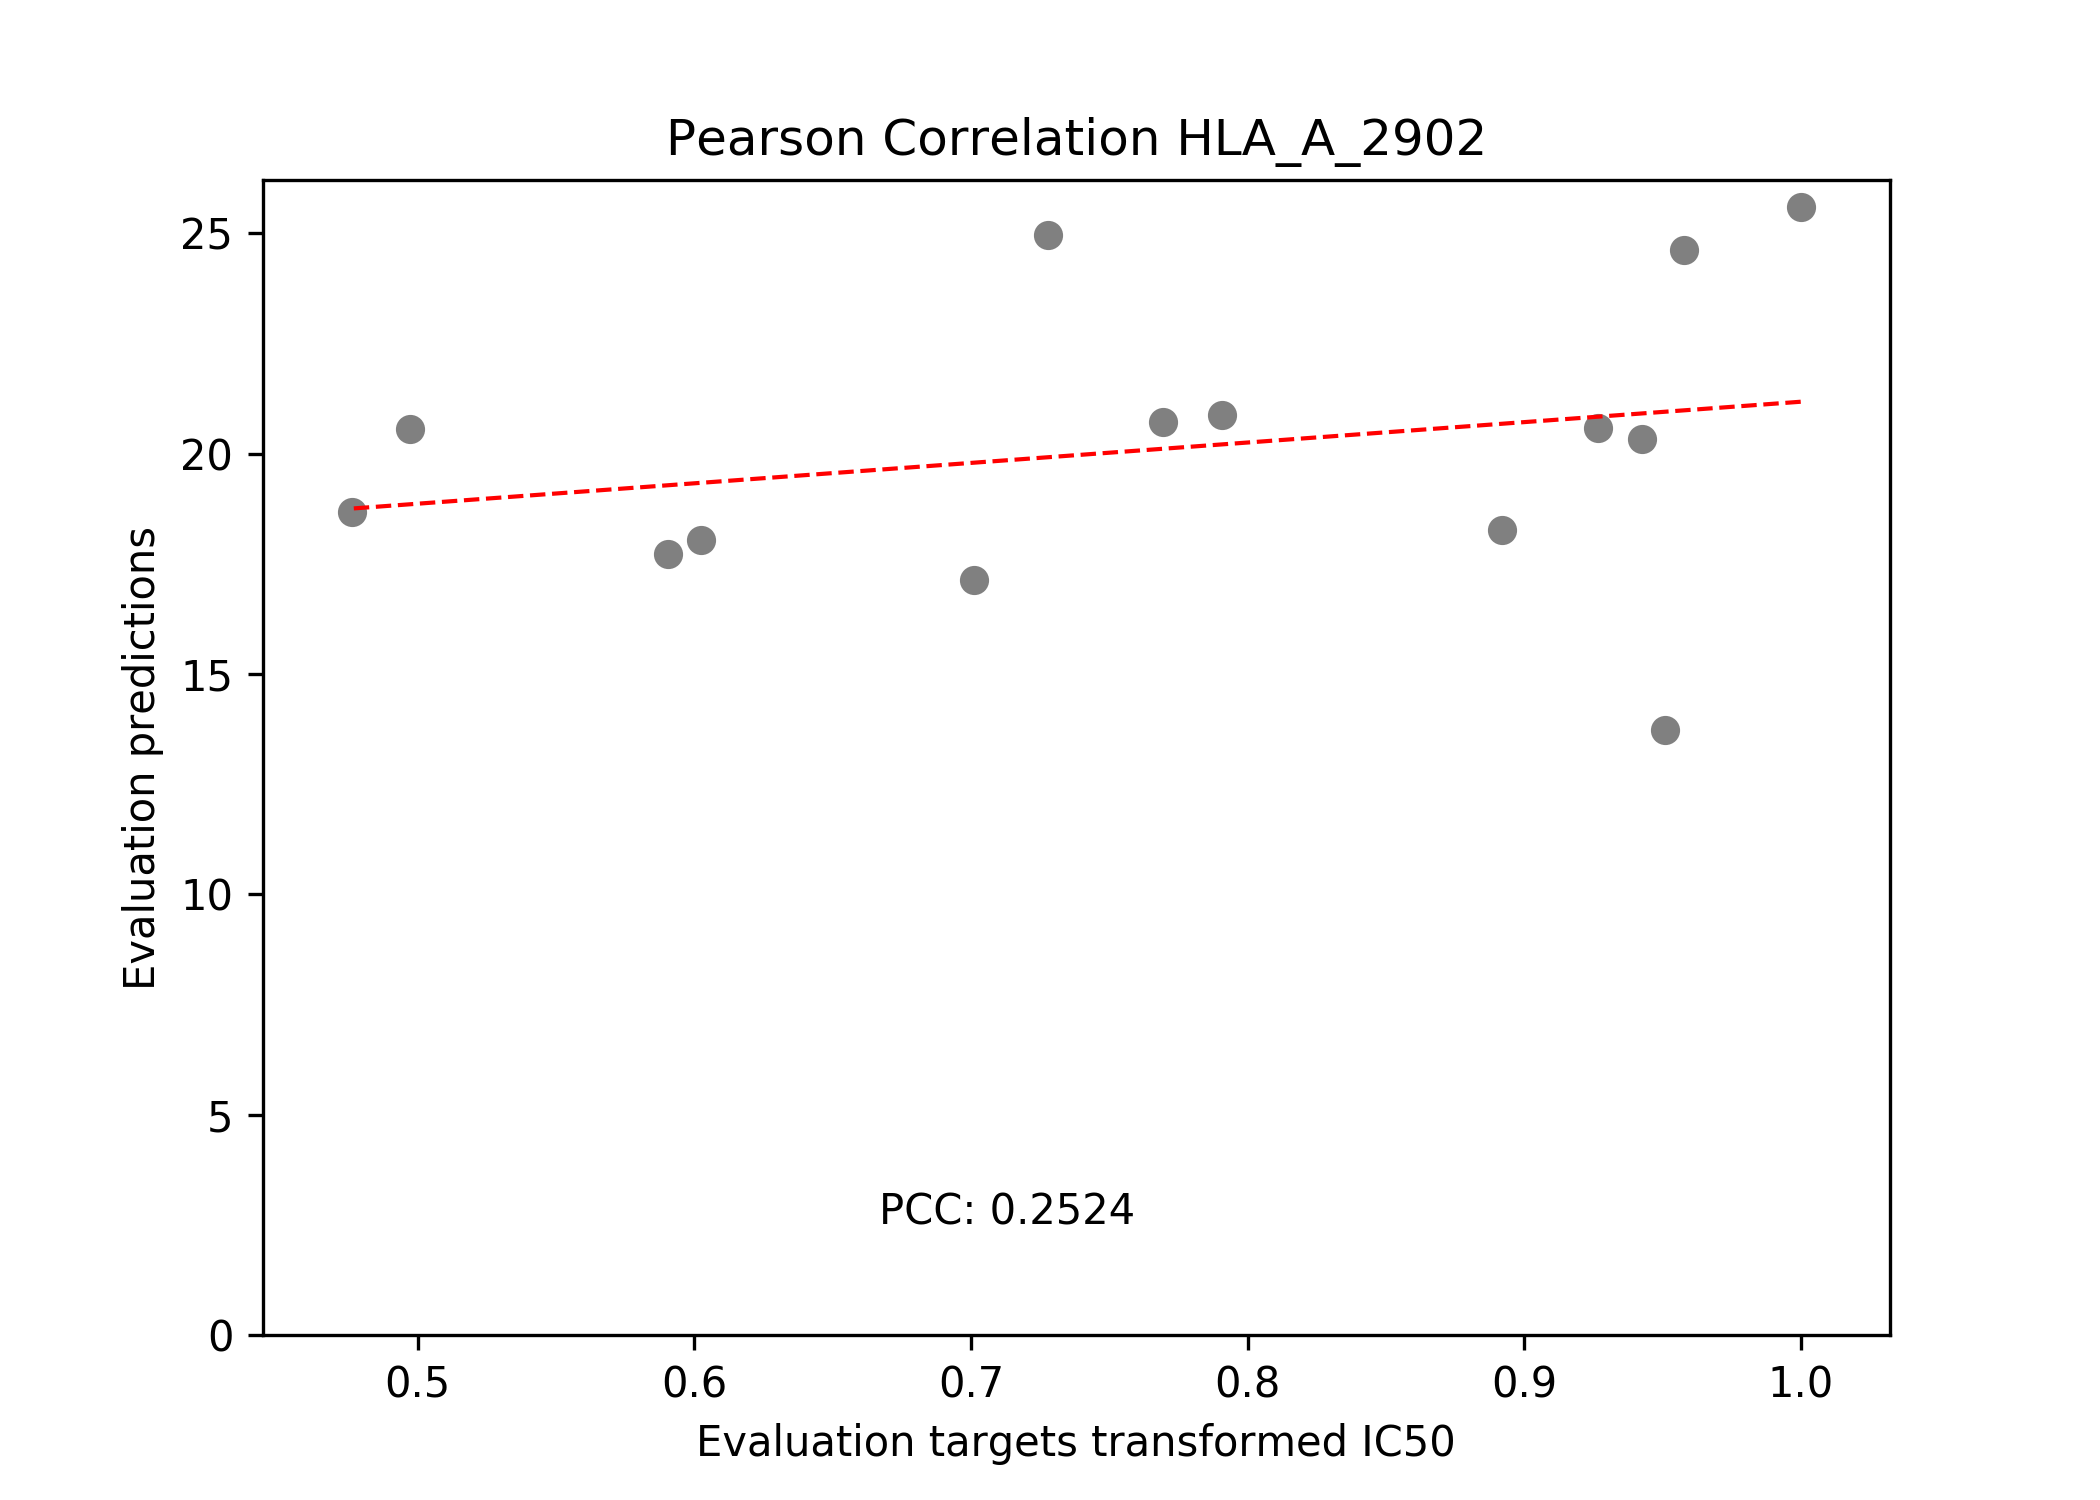 Pearson Correlation HLA_A_2902
25
20
15
10
5
0
Evaluation predictions
PCC: 0.2524
0.5 0.6 0.7 0.8 0.9 1.0
Evaluation targets transformed IC50